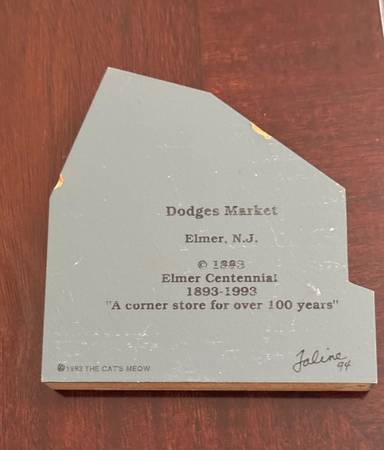 Dodges Market
Elmer, N.J.
© 1993
Elmer Centennial
1893-1993
"A corner store for over 100 years"
© 1993 THE CAT'S MEOW
Faline
94